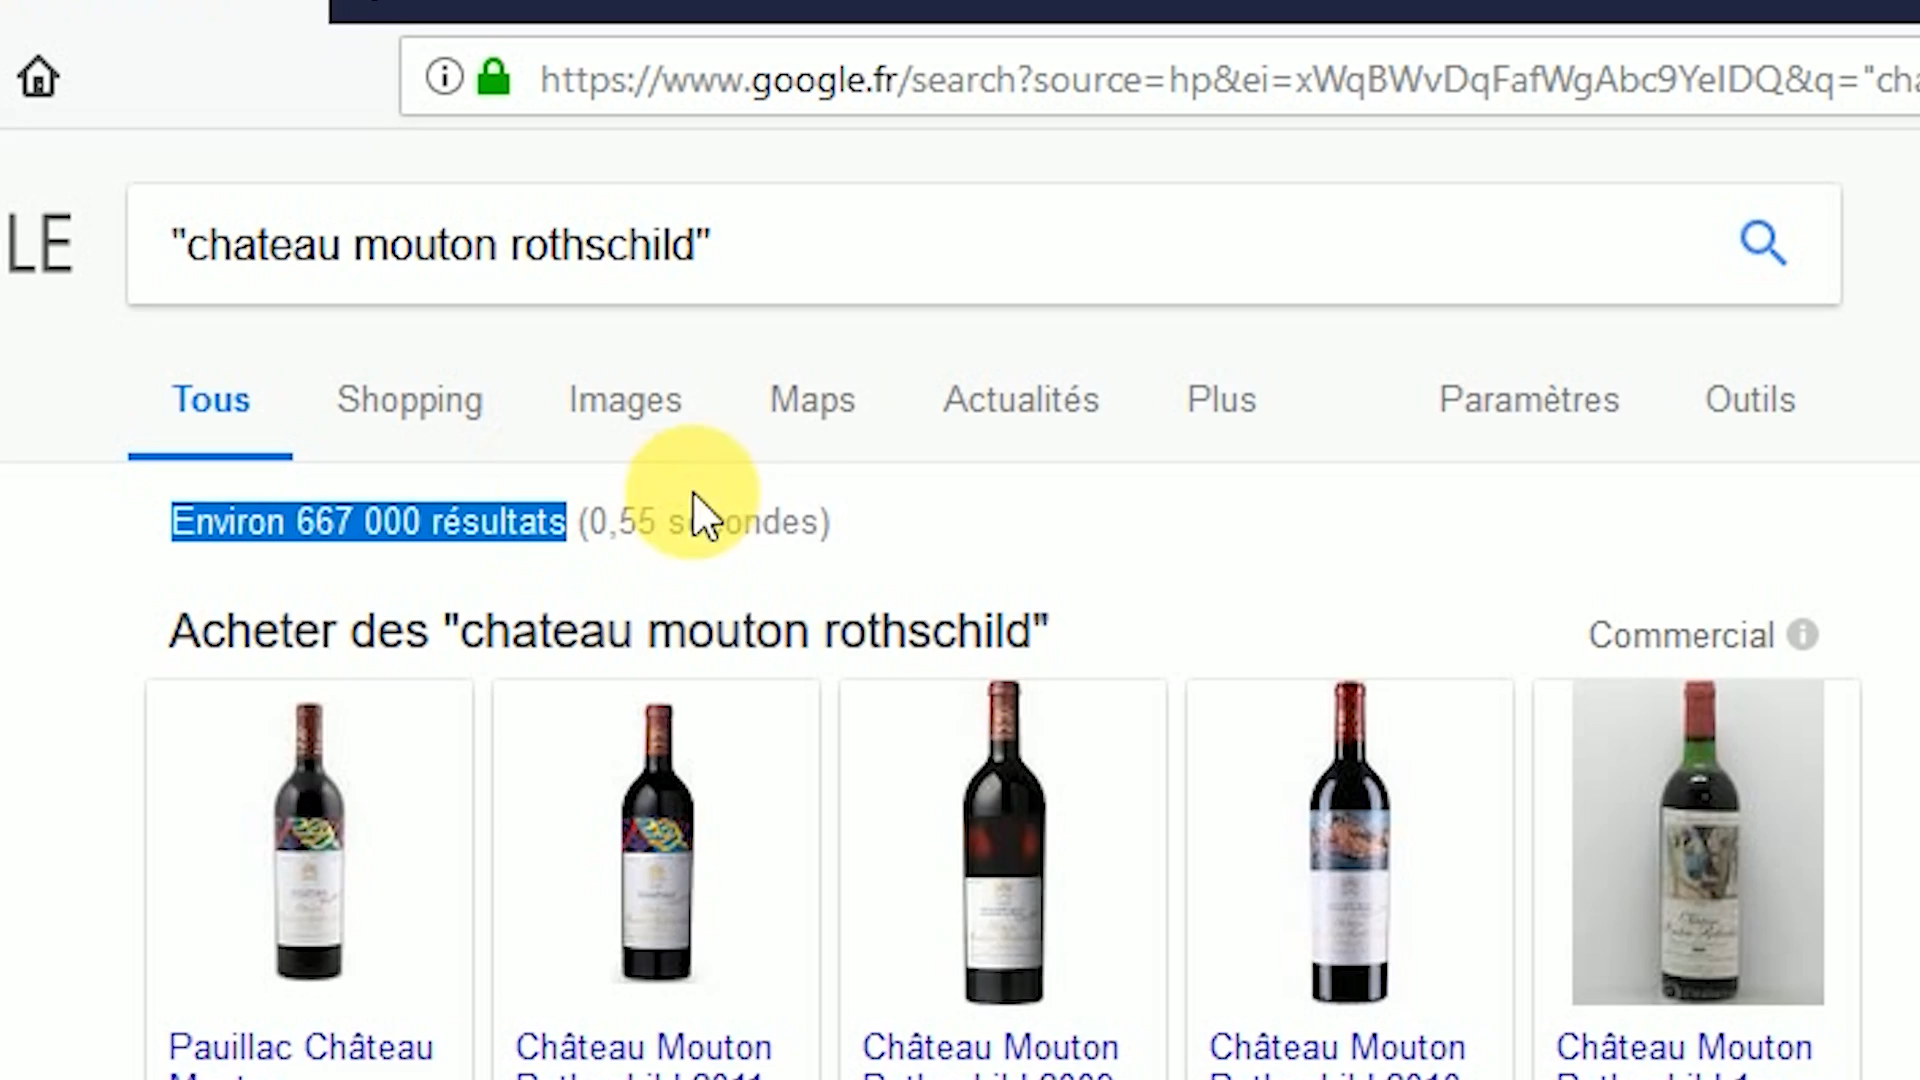 https://www.google.fr/search?source=hp&ei=xWqBWvDqFafWgAbc9YeIDQ&q="cha
LE
"chateau mouton rothschild"
Tous Shopping Images Maps Actualités Plus Paramètres Outils
Environ 667 000 résultats (0,55 secondes)
Acheter des "chateau mouton rothschild"
Commercial
Pauillac Château Château Mouton Château Mouton Château Mouton Château Mouton